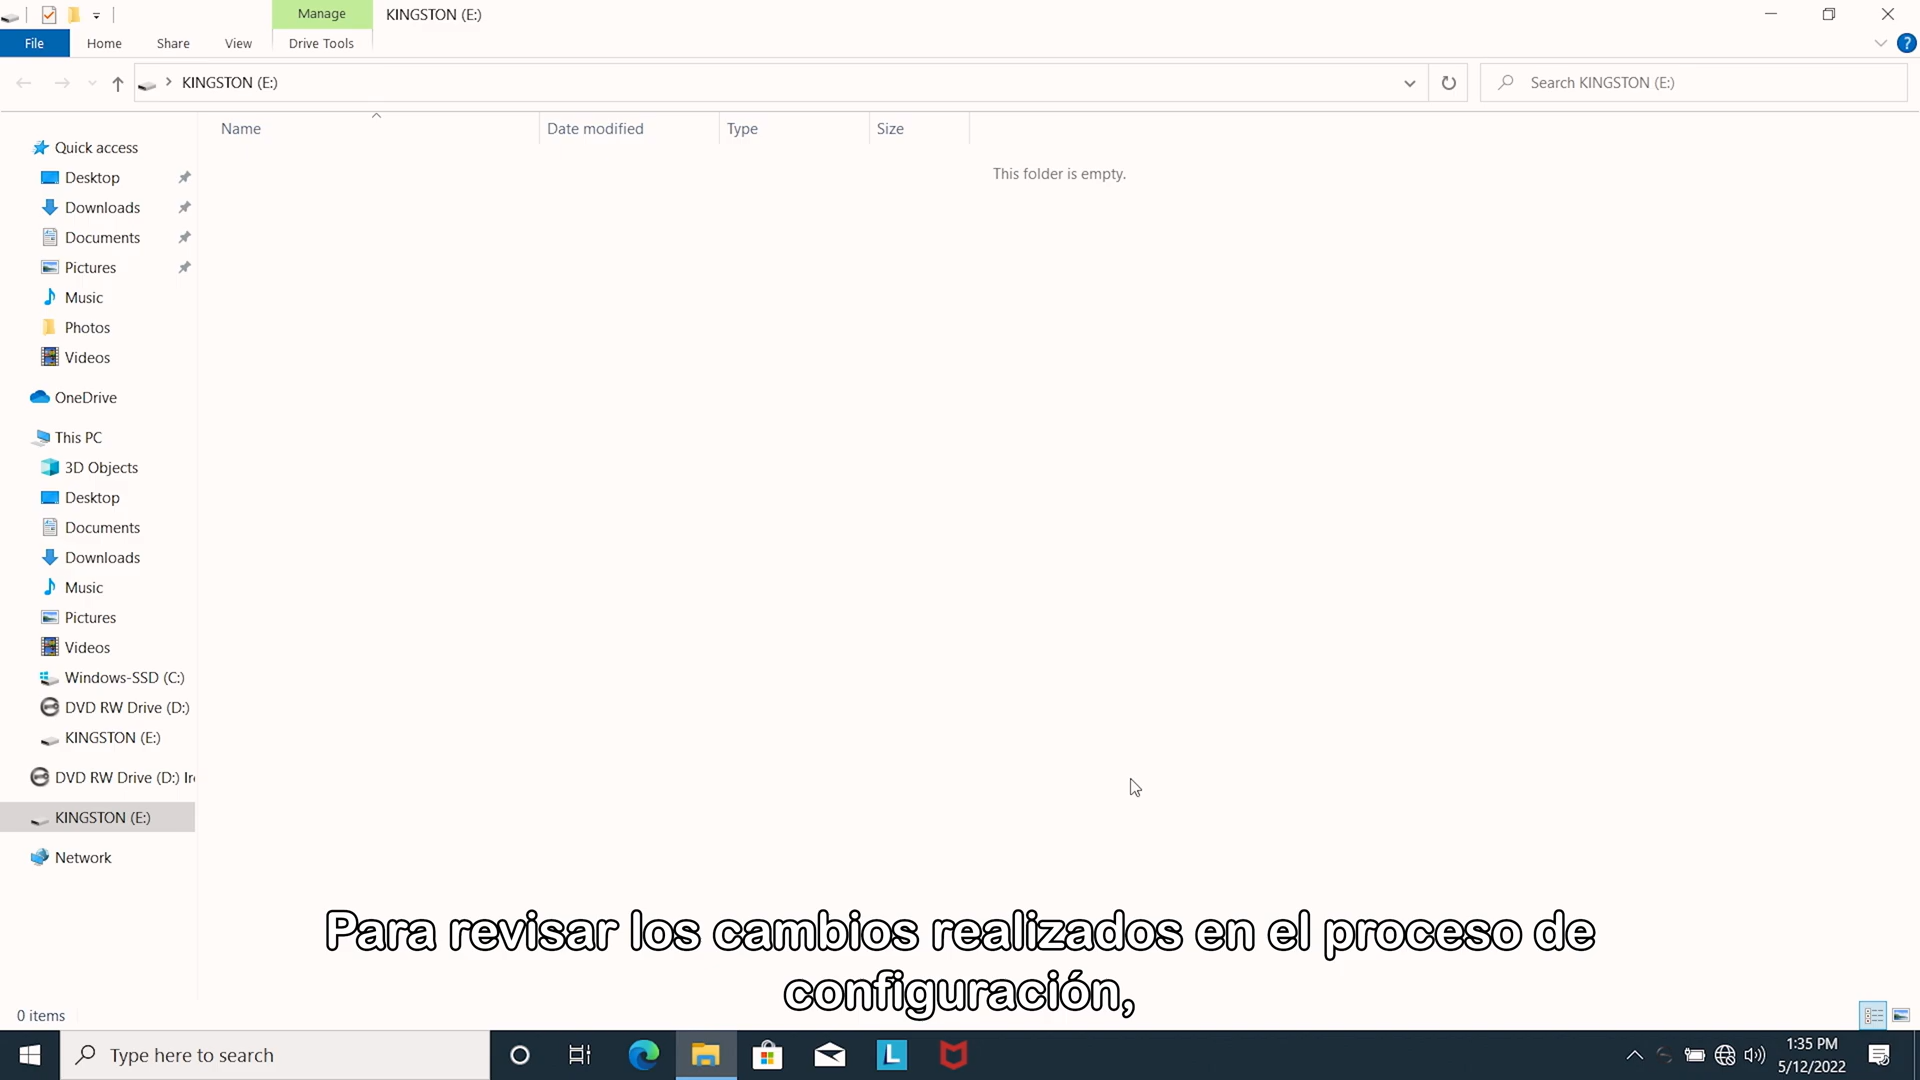 Manage
KINGSTON (E:)
File
Home
Share
View
Drive Tools
KINGSTON (E:)
Search KINGSTON (E:)
Name
Date modified
Type
Size
This folder is empty.
Quick access
Desktop
Downloads
Documents
Pictures
Music
Photos
Videos
OneDrive
This PC
3D Objects
Desktop
Documents
Downloads
Music
Pictures
Videos
Windows-SSD (C:)
DVD RW Drive (D:)
KINGSTON (E:)
DVD RW Drive (D:) Ir
KINGSTON (E:)
Network
Para revisar los cambios realizados en el proceso de
configuración,
0 items
Type here to search
L
1:35 PM
5/12/2022